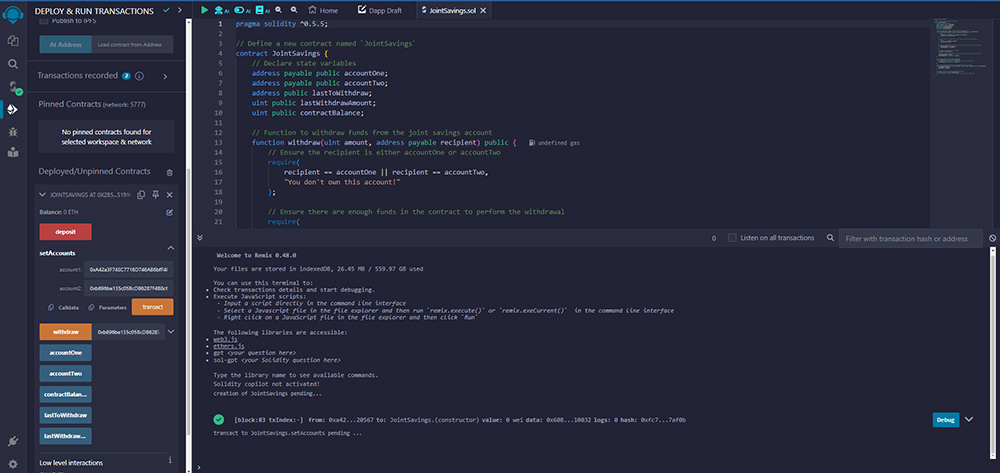 DEPLOY & RUN TRANSACTIONS
Publish to IPFS
At Address
Load contract from Address
Transactions recorded 2 i
Pinned Contracts (network: 5777)
No pinned contracts found for
selected workspace & network
Deployed/Unpinned Contracts
JOINTSAVINGS AT
Balance: 0 ETH
deposit
setAccounts
account1:
account2:
Calldata
Parameters
transact
withdraw
accountOne
accountTwo
contractBalan...
lastToWithdraw
lastWithdraw...
Low level interactions
i
AI
AI
AI
Home
Dapp Draft
JointSavings.sol
1 pragma solidity ^0.5.5;
2
3 // Define a new contract named `JointSavings`
4 contract JointSavings {
5 // Declare state variables
6 address payable public accountOne;
7 address payable public accountTwo;
8 address public lastToWithdraw;
9 uint public lastWithdrawAmount;
10 uint public contractBalance;
11
12 // Function to withdraw funds from the joint savings account
13 function withdraw(uint amount, address payable recipient) public { undefined gas
14 // Ensure the recipient is either accountOne or accountTwo
15 require(
16 recipient == accountOne || recipient == accountTwo,
17 "You don't own this account!"
18 );
19
20 // Ensure there are enough funds in the contract to perform the withdrawal
21 require(
0
Listen on all transactions
Filter with transaction hash or address
Welcome to Remix 0.48.0
Your files are stored in indexedDB, 26.45 MB / 559.97 GB used
You can use this terminal to:
• Check transactions details and start debugging.
• Execute JavaScript scripts:
- Input a script directly in the command line interface
- Select a Javascript file in the file explorer and then run `remix.execute()` or `remix.exeCurrent()` in the command line interface
- Right click on a JavaScript file in the file explorer and then click `Run`
The following libraries are accessible:
• web3.js
• ethers.js
• gpt <your question here>
• sol-gpt <your Solidity question here>
Type the library name to see available commands.
Solidity copilot not activated!
creation of JointSavings pending...
[block:83 txIndex:-] from: 0xa42...20567 to: JointSavings.(constructor) value: 0 wei data: 0x608...10032 logs: 0 hash: 0xfc7...7af0b
Debug
transact to JointSavings.setAccounts pending ...
>